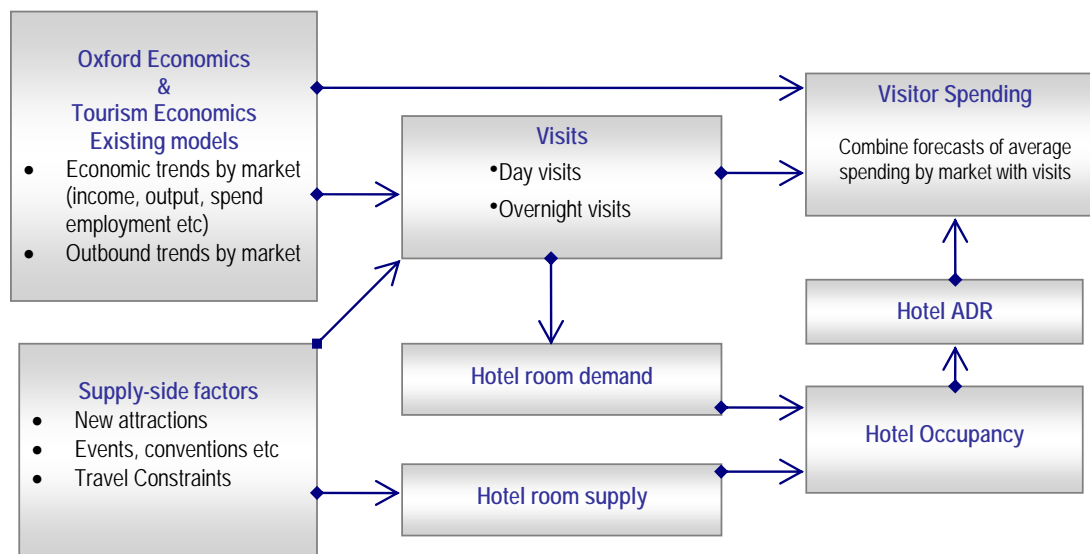 Oxford Economics
&
Tourism Economics
Existing models
• Economic trends by market
(income, output, spend
employment etc)
• Outbound trends by market
Supply-side factors
• New attractions
• Events, conventions etc
• Travel Constraints
Visits
•Day visits
•Overnight visits
Hotel room demand
Hotel room supply
Visitor Spending
Combine forecasts of average
spending by market with visits
Hotel ADR
Hotel Occupancy